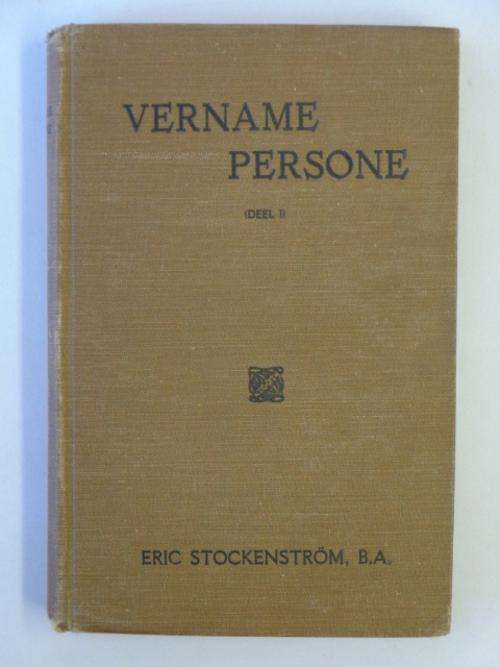 VERNAME
PERSONE
(DEEL I)
ERIC STOCKENSTRÖM, B.A.